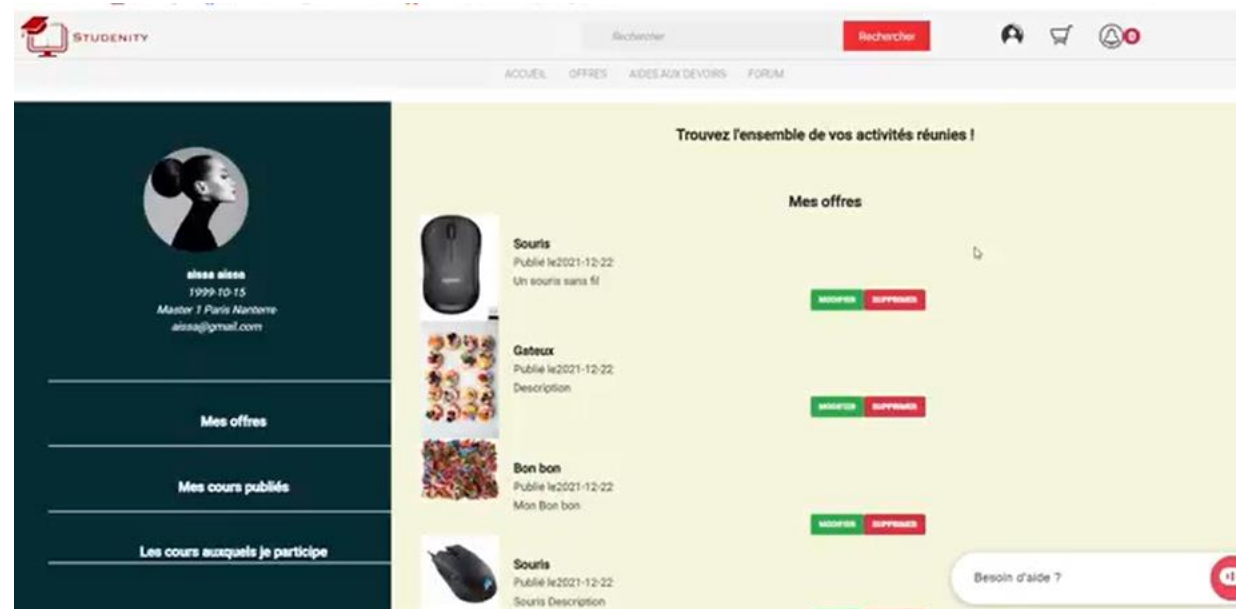 STUDENITY
Rechercher
Rechercher
ACCUEIL OFFRES AIDES AUX DEVOIRS FORUM
Trouvez l'ensemble de vos activités réunies !
Mes offres
aissa aissa
1999-10-15
Master 1 Paris Nanterre
aissa@gmail.com
Mes offres
Mes cours publiés
Les cours auxquels je participe
Souris
Publié le2021-12-22
Un souris sans fil
MODIFIER SUPPRIMER
Gateux
Publié le2021-12-22
Description
MODIFIER SUPPRIMER
Bon bon
Publié le2021-12-22
Mon Bon bon
MODIFIER SUPPRIMER
Souris
Publié le2021-12-22
Souris Description
Besoin d'aide ?